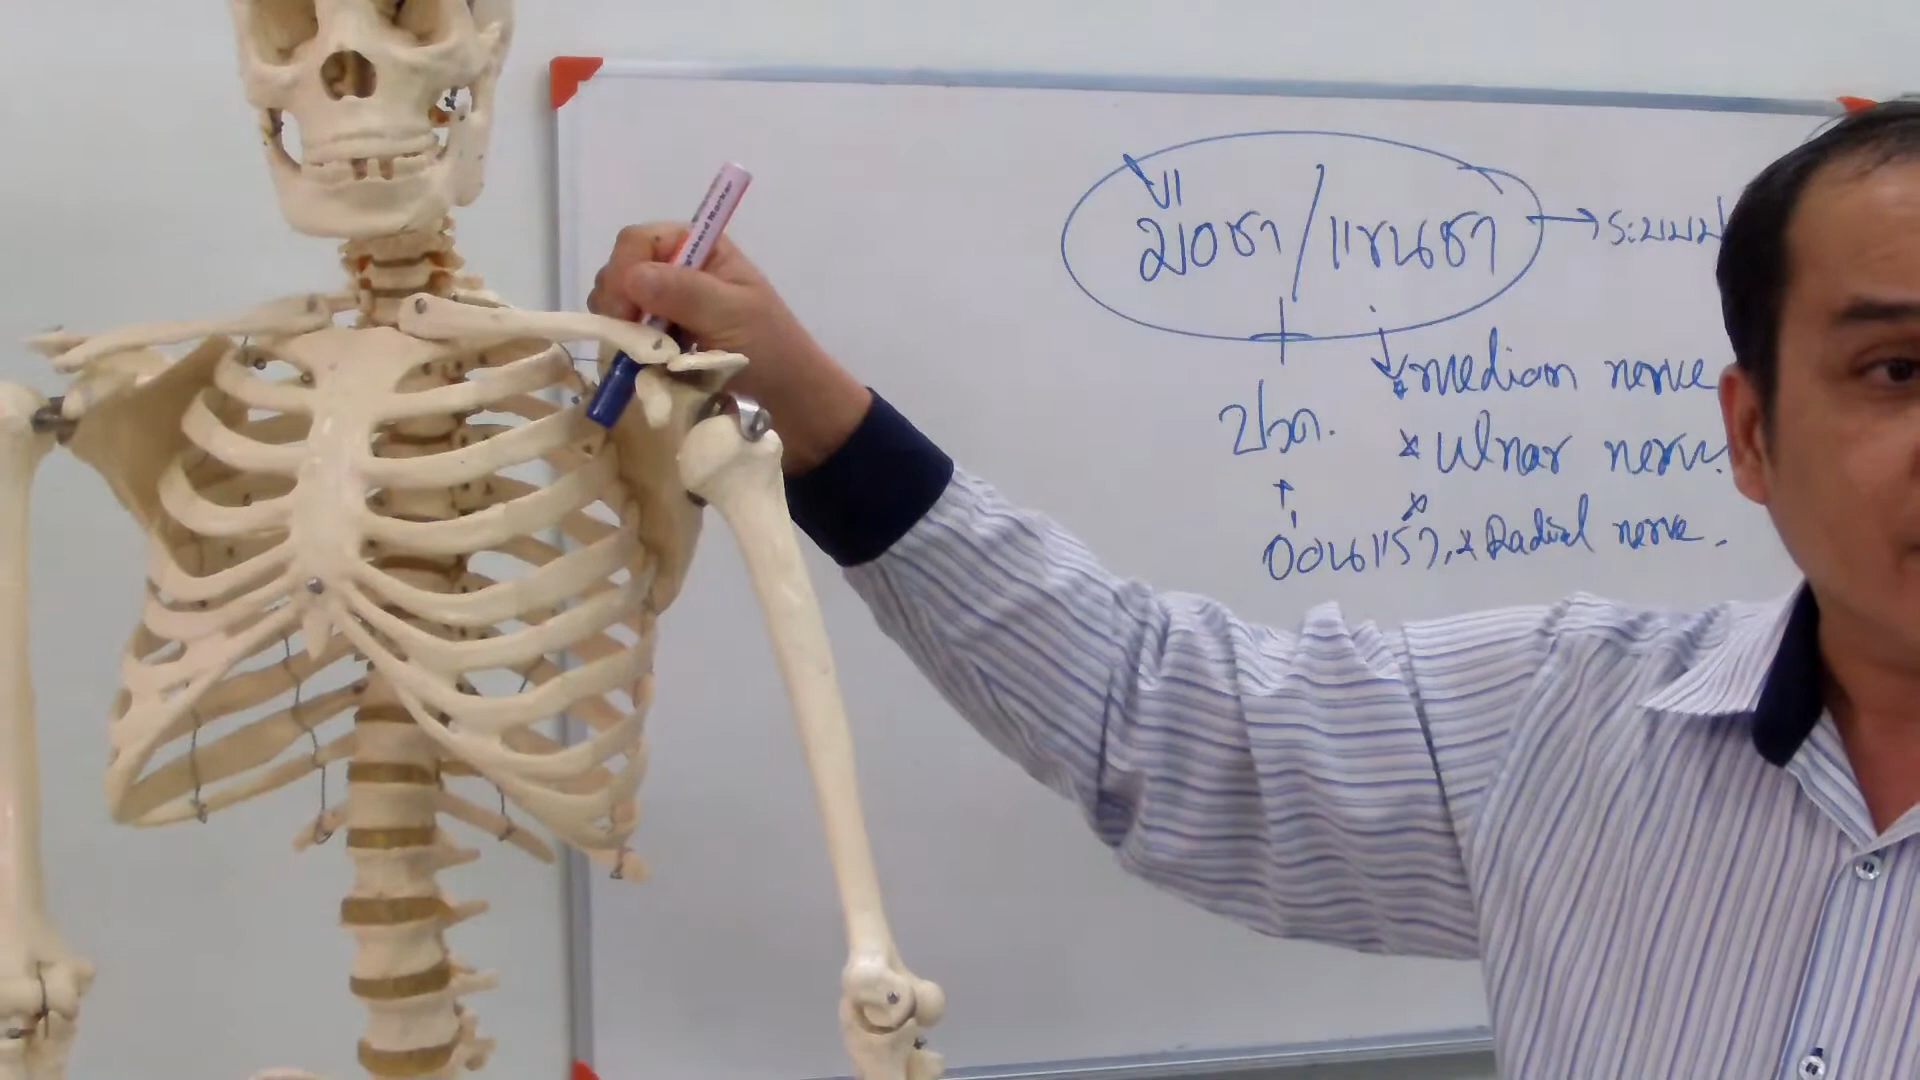 มือชา/แขนชา → ระบบป
median nerve
ปวด. * Ulnar nerve.
อ่อนแรง, * Radial nerve.
Marker